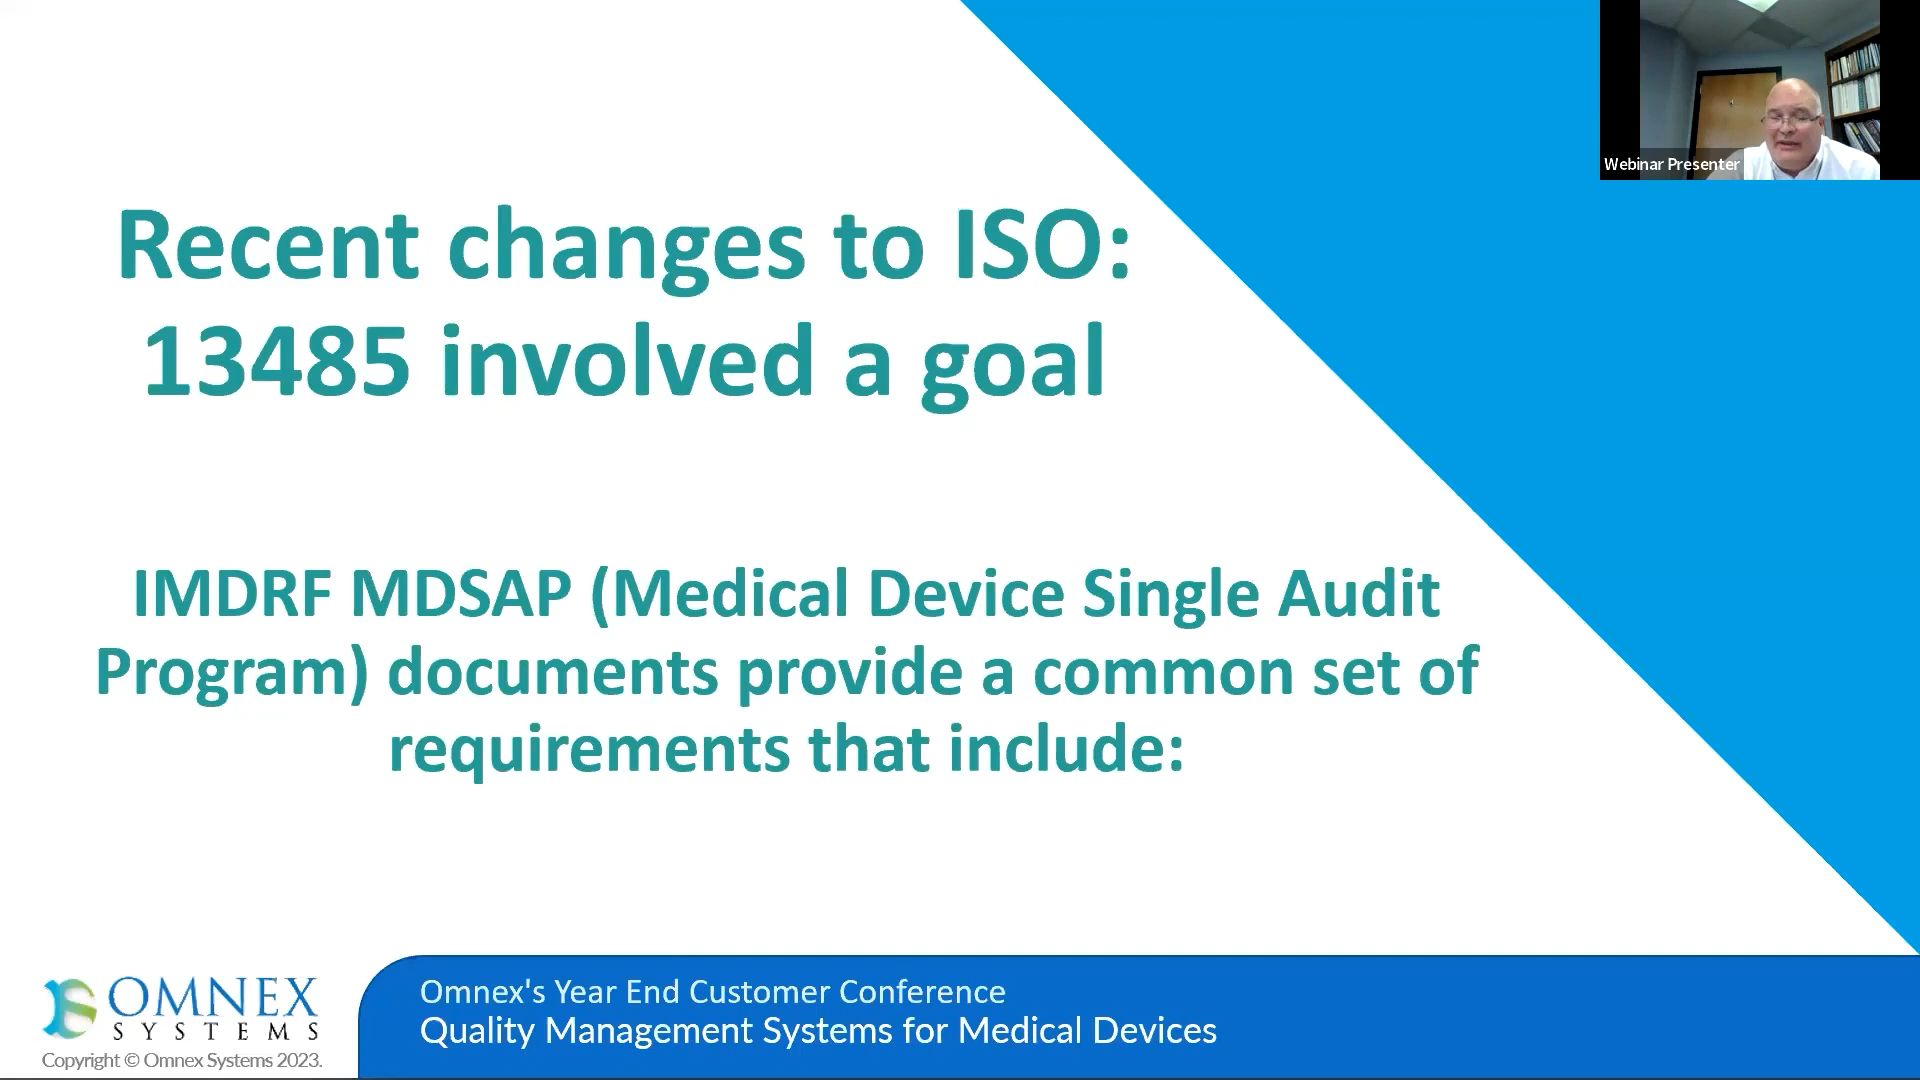 Recent changes to ISO:
13485 involved a goal
IMDRF MDSAP (Medical Device Single Audit
Program) documents provide a common set of
requirements that include:
Webinar Presenter
OMNEX
SYSTEMS
Copyright © Omnex Systems 2023.
Omnex's Year End Customer Conference
Quality Management Systems for Medical Devices